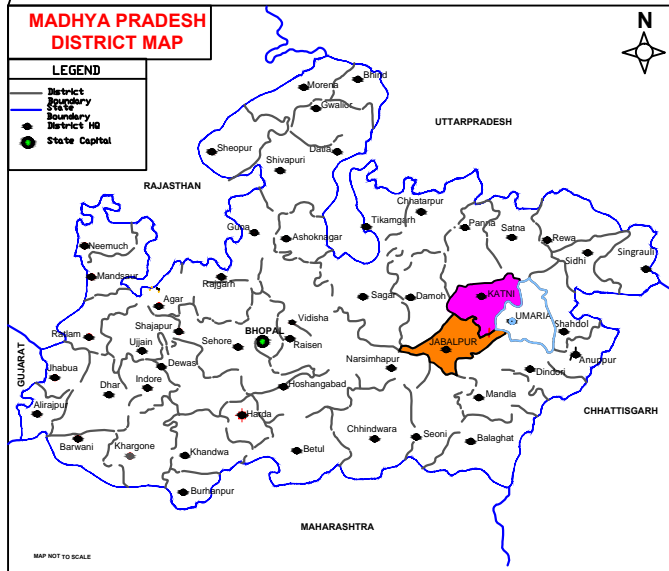 MADHYA PRADESH
DISTRICT MAP
N
LEGEND
District
Boundary
State
Boundary
District HQ
State Capital
UTTARPRADESH
RAJASTHAN
GUJARAT
CHHATTISGARH
MAHARASHTRA
Morena
Bhind
Gwalior
Sheopur
Datia
Shivapuri
Chhatarpur
Tikamgarh
Panna
Satna
Rewa
Sidhi
Singrauli
Guna
Ashoknagar
Neemuch
Mandsaur
Rajgarh
Agar
Sagar
Damoh
KATNI
UMARIA
Shahdol
Vidisha
BHOPAL
Shajapur
Ratlam
Ujjain
Sehore
Raisen
JABALPUR
Anuppur
Dewas
Narsimhapur
Dindori
Jhabua
Indore
Dhar
Hoshangabad
Mandla
Alirajpur
Harda
Barwani
Khargone
Khandwa
Betul
Chhindwara
Seoni
Balaghat
Burhanpur
MAP NOT TO SCALE